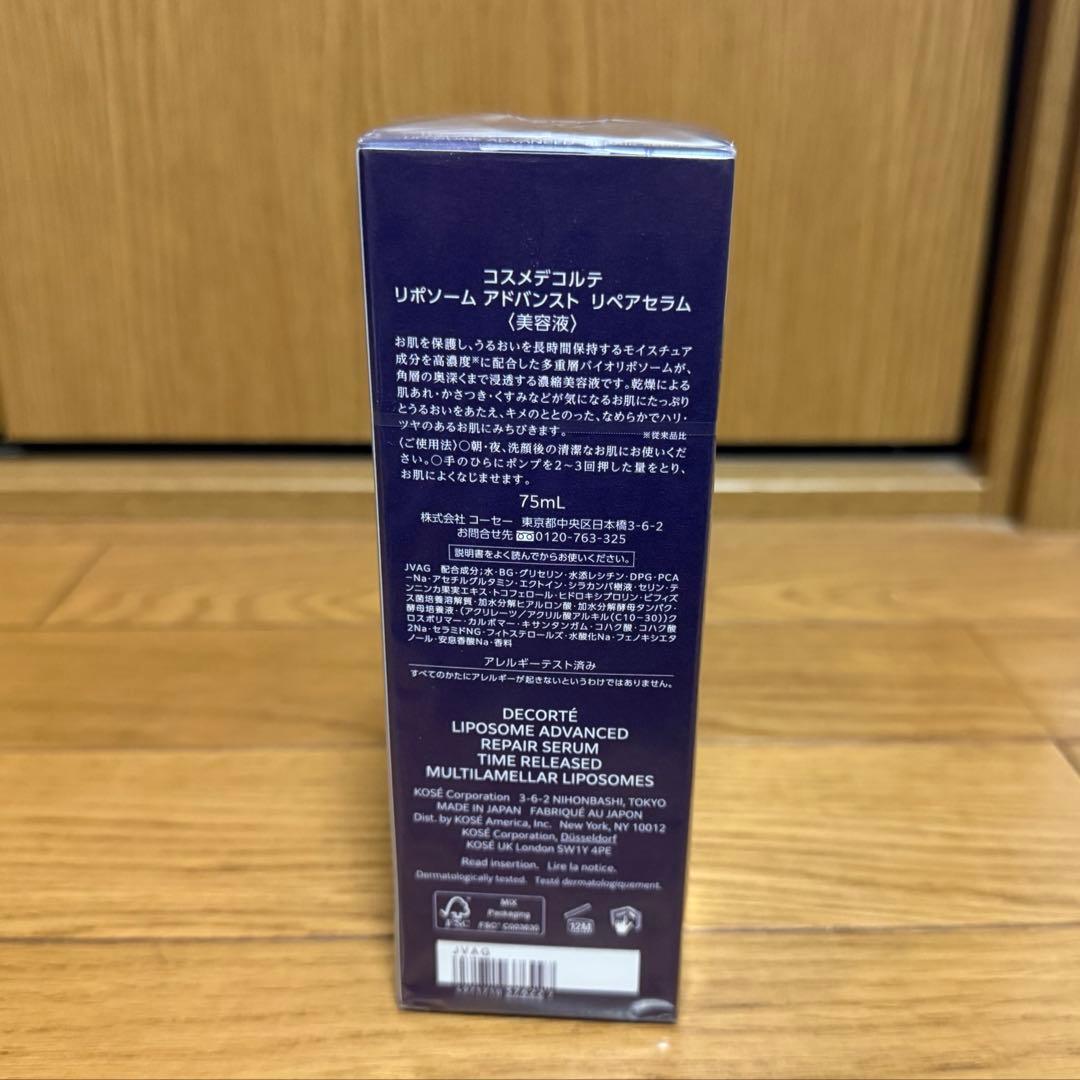 コスメデコルテ
リポソーム アドバンスト リペアセラム
〈美容液〉
お肌を保護し、うるおいを長時間保持するモイスチュア
成分を高濃度※に配合した多重層バイオリポソームが、
角層の奥深くまで浸透する濃縮美容液です。乾燥による
肌あれ・かさつき・くすみなどが気になるお肌にたっぷり
とうるおいをあたえ、キメのととのった、なめらかでハリ・
ツヤのあるお肌にみちびきます。 ※従来品比
〈ご使用法〉○朝・夜、洗顔後の清潔なお肌にお使いくだ
さい。○手のひらにポンプを2～3回押した量をとり、
お肌によくなじませます。
75mL
株式会社 コーセー 東京都中央区日本橋3-6-2
お問合せ先 0120-763-325
説明書をよく読んでからお使いください。
JVAG 配合成分;水・BG・グリセリン・水添レシチン・DPG・PCA
-Na・アセチルグルタミン・エクトイン・シラカンバ樹液・セリン・テ
ンニンカ果実エキス・トコフェロール・ヒドロキシプロリン・ビフィズ
ス菌培養溶解質・加水分解ヒアルロン酸・加水分解酵母タンパク・
酵母培養液・(アクリレーツ/アクリル酸アルキル(C10-30))ク
ロスポリマー・カルボマー・キサンタンガム・コハク酸・コハク酸
2Na・セラミドNG・フィトステロールズ・水酸化Na・フェノキシエタ
ノール・安息香酸Na・香料
アレルギーテスト済み
すべてのかたにアレルギーが起きないというわけではありません。
DECORTÉ
LIPOSOME ADVANCED
REPAIR SERUM
TIME RELEASED
MULTILAMELLAR LIPOSOMES
KOSÉ Corporation 3-6-2 NIHONBASHI, TOKYO
MADE IN JAPAN FABRIQUÉ AU JAPON
Dist. by KOSÉ America, Inc. New York, NY 10012
KOSÉ Corporation, Düsseldorf
KOSÉ UK London SW1Y 4PE
Read insertion. Lire la notice.
Dermatologically tested. Testé dermatologiquement.
FSC
MIX
Packaging
12M
JVAG